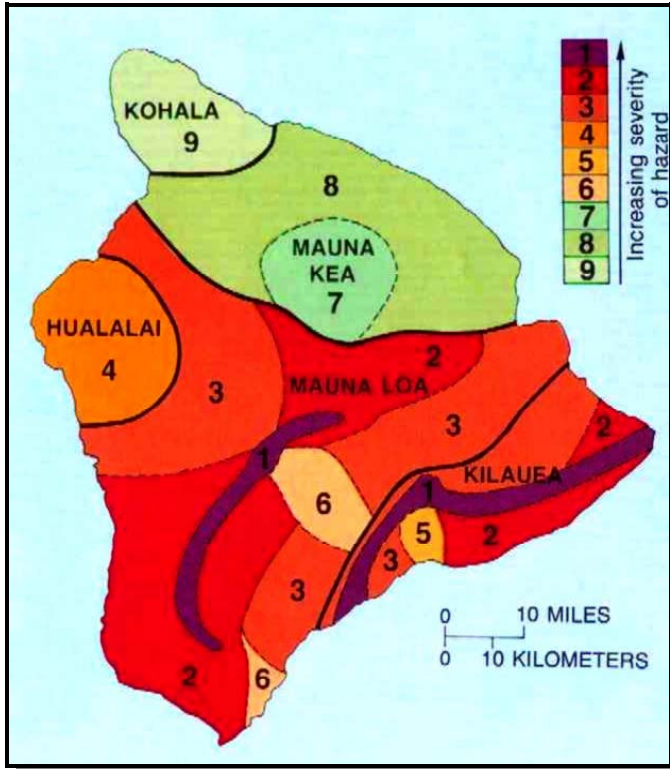 KOHALA
9
8
MAUNA
KEA
7
HUALALAI
4
3
2
MAUNA LOA
3
2
1
KILAUEA
1
6
5
2
3
3
2
6
1
2
3
4
5
6
7
8
9
Increasing severity
of hazard
0 10 MILES
0 10 KILOMETERS